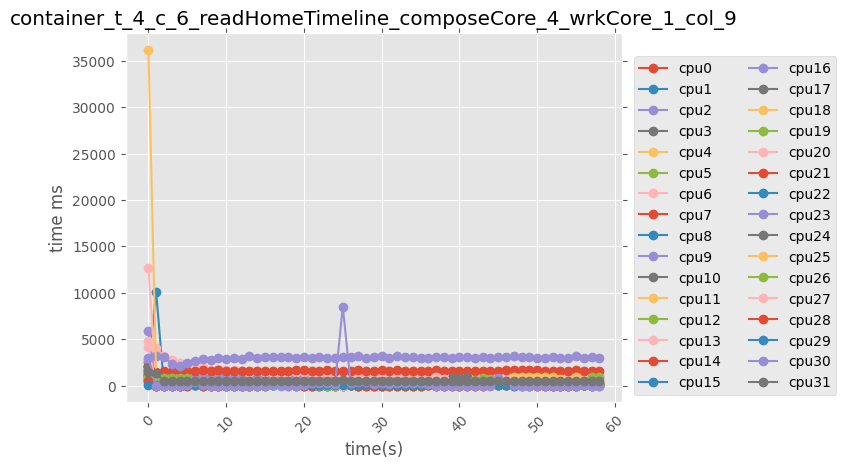 container_t_4_c_6_readHomeTimeline_composeCore_4_wrkCore_1_col_9
time ms
35000
30000
25000
20000
15000
10000
5000
0
0
10
20
30
40
50
60
time(s)
cpu0
cpu1
cpu2
cpu3
cpu4
cpu5
cpu6
cpu7
cpu8
cpu9
cpu10
cpu11
cpu12
cpu13
cpu14
cpu15
cpu16
cpu17
cpu18
cpu19
cpu20
cpu21
cpu22
cpu23
cpu24
cpu25
cpu26
cpu27
cpu28
cpu29
cpu30
cpu31